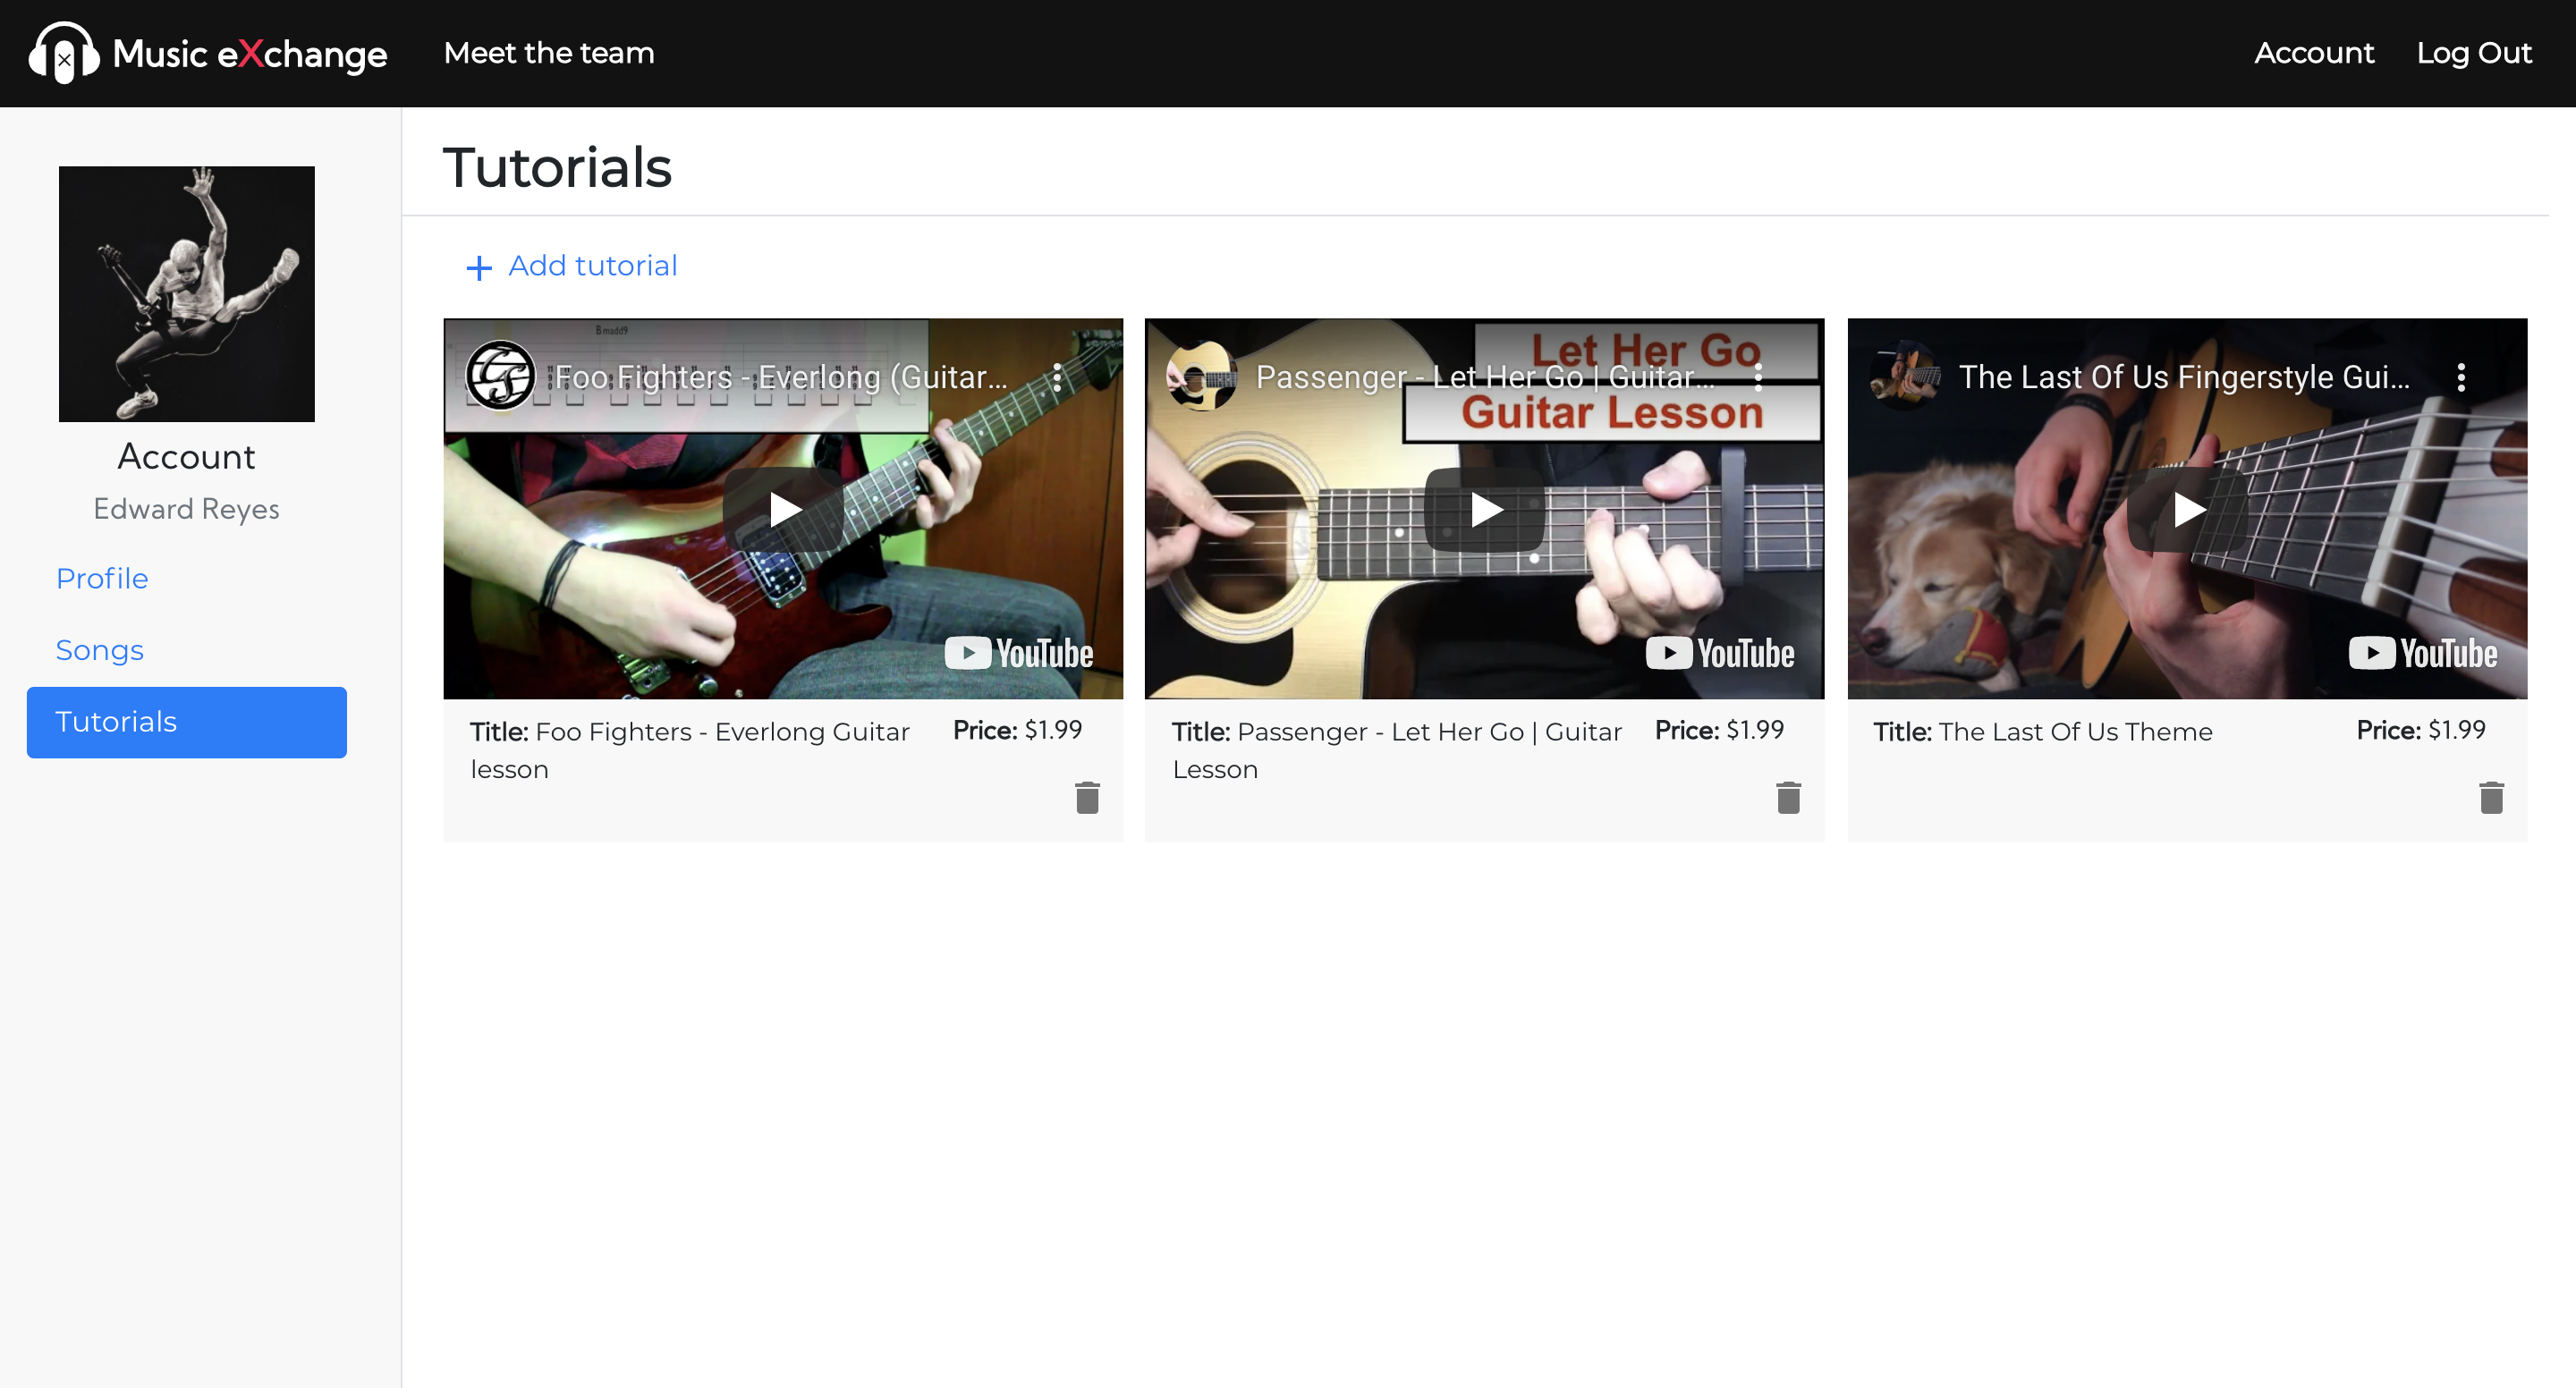 Music eXchange
Meet the team
Account
Log Out
Account
Edward Reyes
Profile
Songs
Tutorials
Tutorials
+ Add tutorial
B madd9
Foo Fighters - Everlong (Guitar...
YouTube
Title: Foo Fighters - Everlong Guitar
lesson
Price: $1.99
Let Her Go
Passenger - Let Her Go | Guitar...
Guitar Lesson
YouTube
Title: Passenger - Let Her Go | Guitar
Lesson
Price: $1.99
The Last Of Us Fingerstyle Gui...
YouTube
Title: The Last Of Us Theme
Price: $1.99